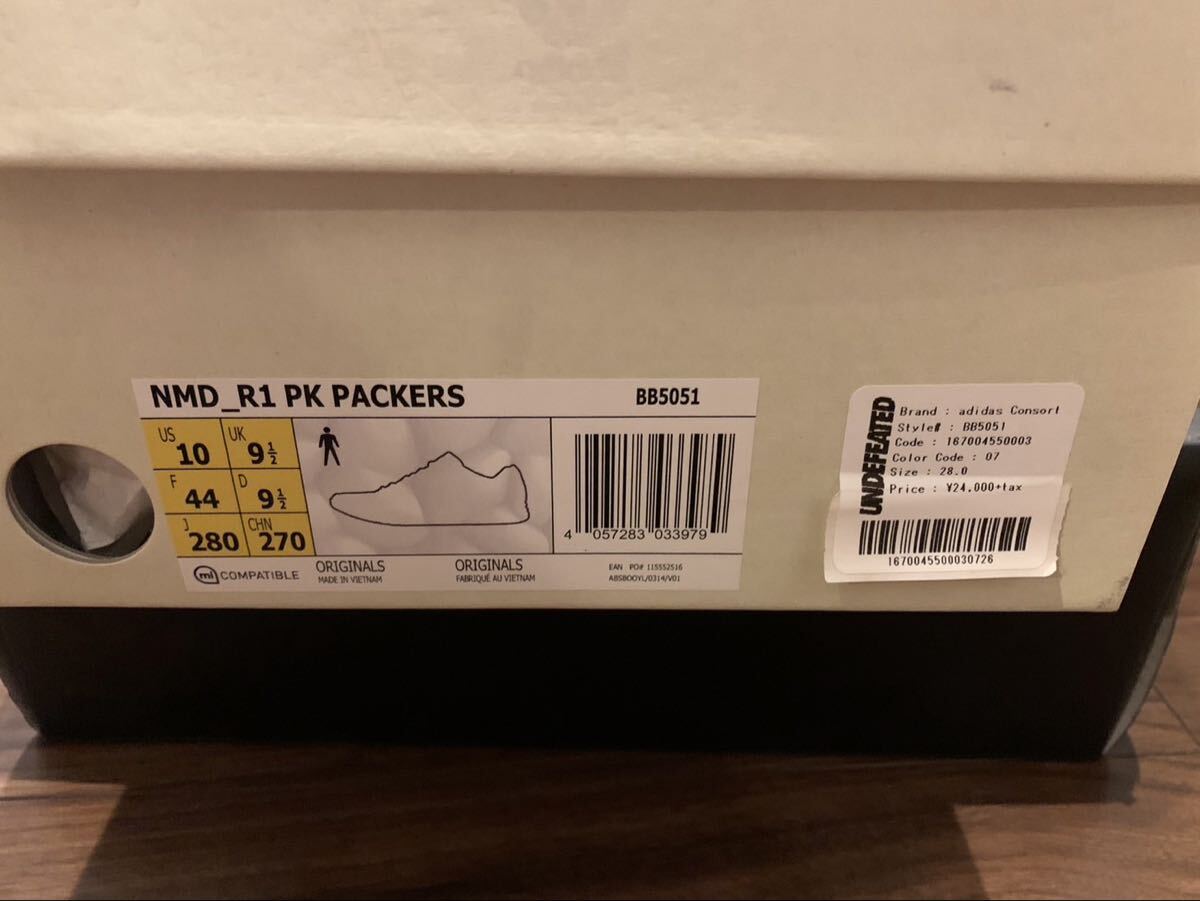 NMD_R1 PK PACKERS BB5051
US 10 UK 9½
F 44 D 9½
J 280 CHN 270
mi COMPATIBLE
ORIGINALS
MADE IN VIETNAM
ORIGINALS
FABRIQUÉ AU VIETNAM
4 057283 033979
EAN PO# 115552516
ABSBOOYL/0314/V01
UNDEFEATED
Brand : adidas Consort
Style# : BB5051
Code : 167004550003
Color Code : 07
Size : 28.0
Price : ¥24,000+tax
1670045500030726